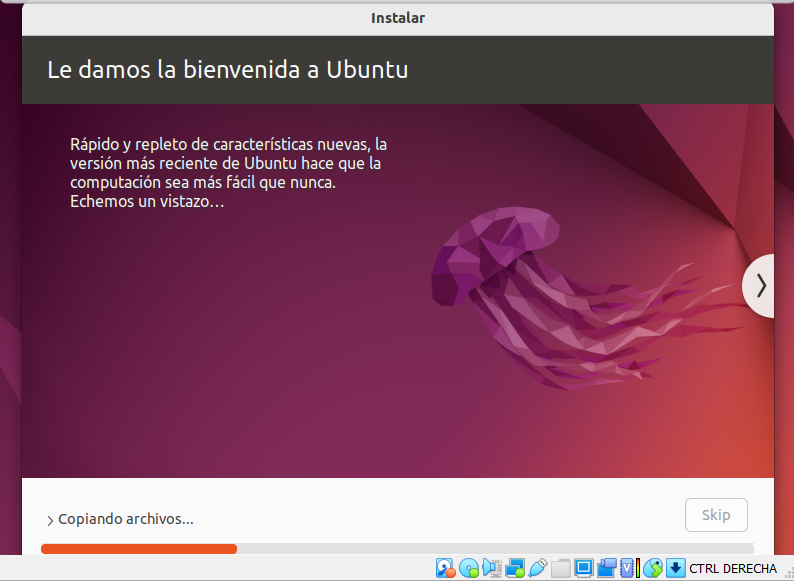 Instalar
Le damos la bienvenida a Ubuntu
Rápido y repleto de características nuevas, la
versión más reciente de Ubuntu hace que la
computación sea más fácil que nunca.
Echemos un vistazo...
Copiando archivos...
Skip
CTRL DERECHA